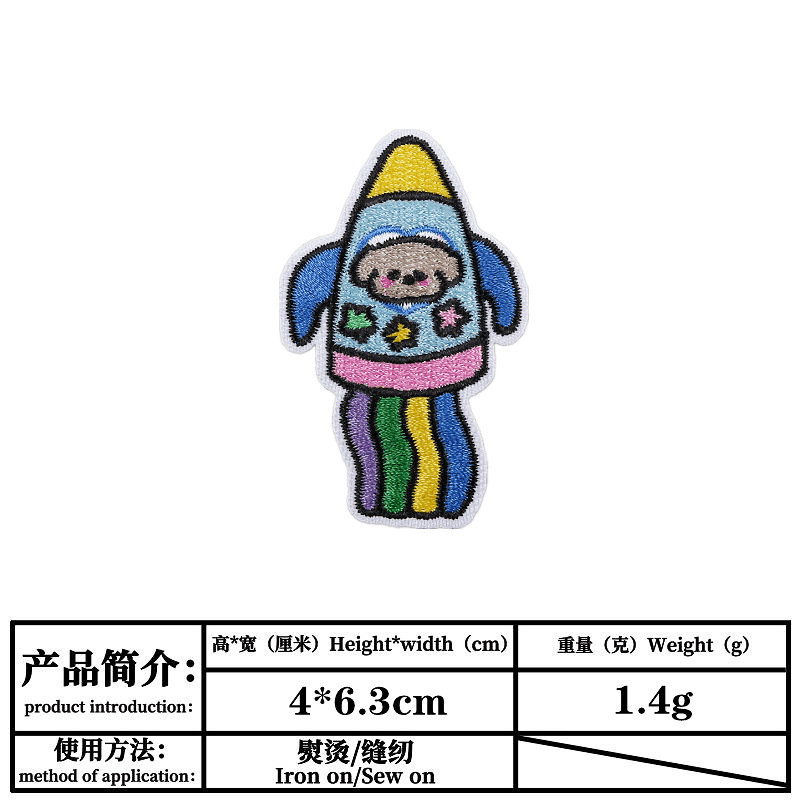 产品简介：
product introduction:
高*宽（厘米）Height*width（cm）
重量（克）Weight（g）
4*6.3cm
1.4g
使用方法：
method of application:
熨烫/缝纫
Iron on/Sew on